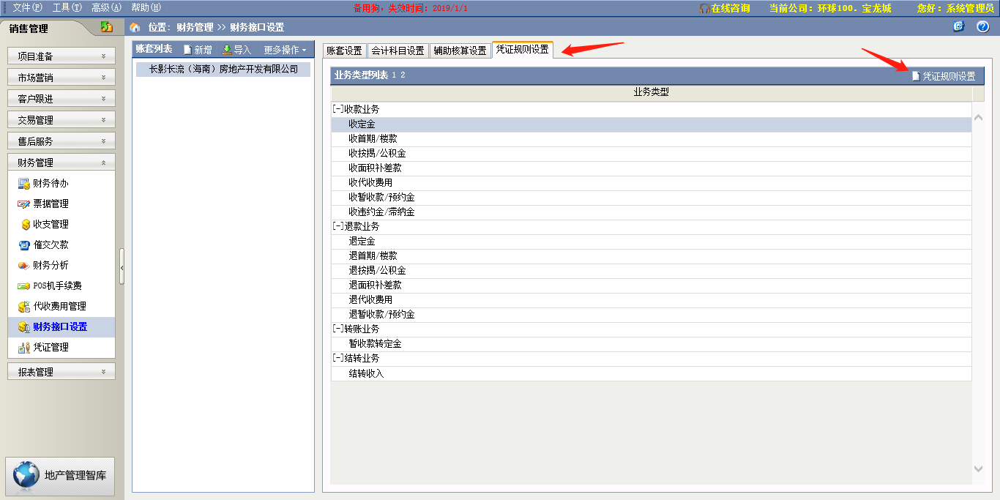 文件(F) 工具(T) 高级(A) 帮助(H) 备用狗，失效时间：2019/1/1 在线咨询 当前公司：环球100．宝龙城 您好：系统管理员
销售管理
位置：财务管理 >> 财务接口设置
项目准备
市场营销
客户跟进
交易管理
售后服务
财务管理
财务待办
票据管理
收支管理
催交欠款
财务分析
POS机手续费
代收费用管理
财务接口设置
凭证管理
报表管理
地产管理智库
账套列表 新增 导入 更多操作
长影长流（海南）房地产开发有限公司
账套设置 会计科目设置 辅助核算设置 凭证规则设置
业务类型列表 1 2 凭证规则设置
业务类型
[-]收款业务
收定金
收首期/楼款
收按揭/公积金
收面积补差款
收代收费用
收暂收款/预约金
收违约金/滞纳金
[-]退款业务
退定金
退首期/楼款
退按揭/公积金
退面积补差款
退代收费用
退暂收款/预约金
[-]转账业务
暂收款转定金
[-]结转业务
结转收入